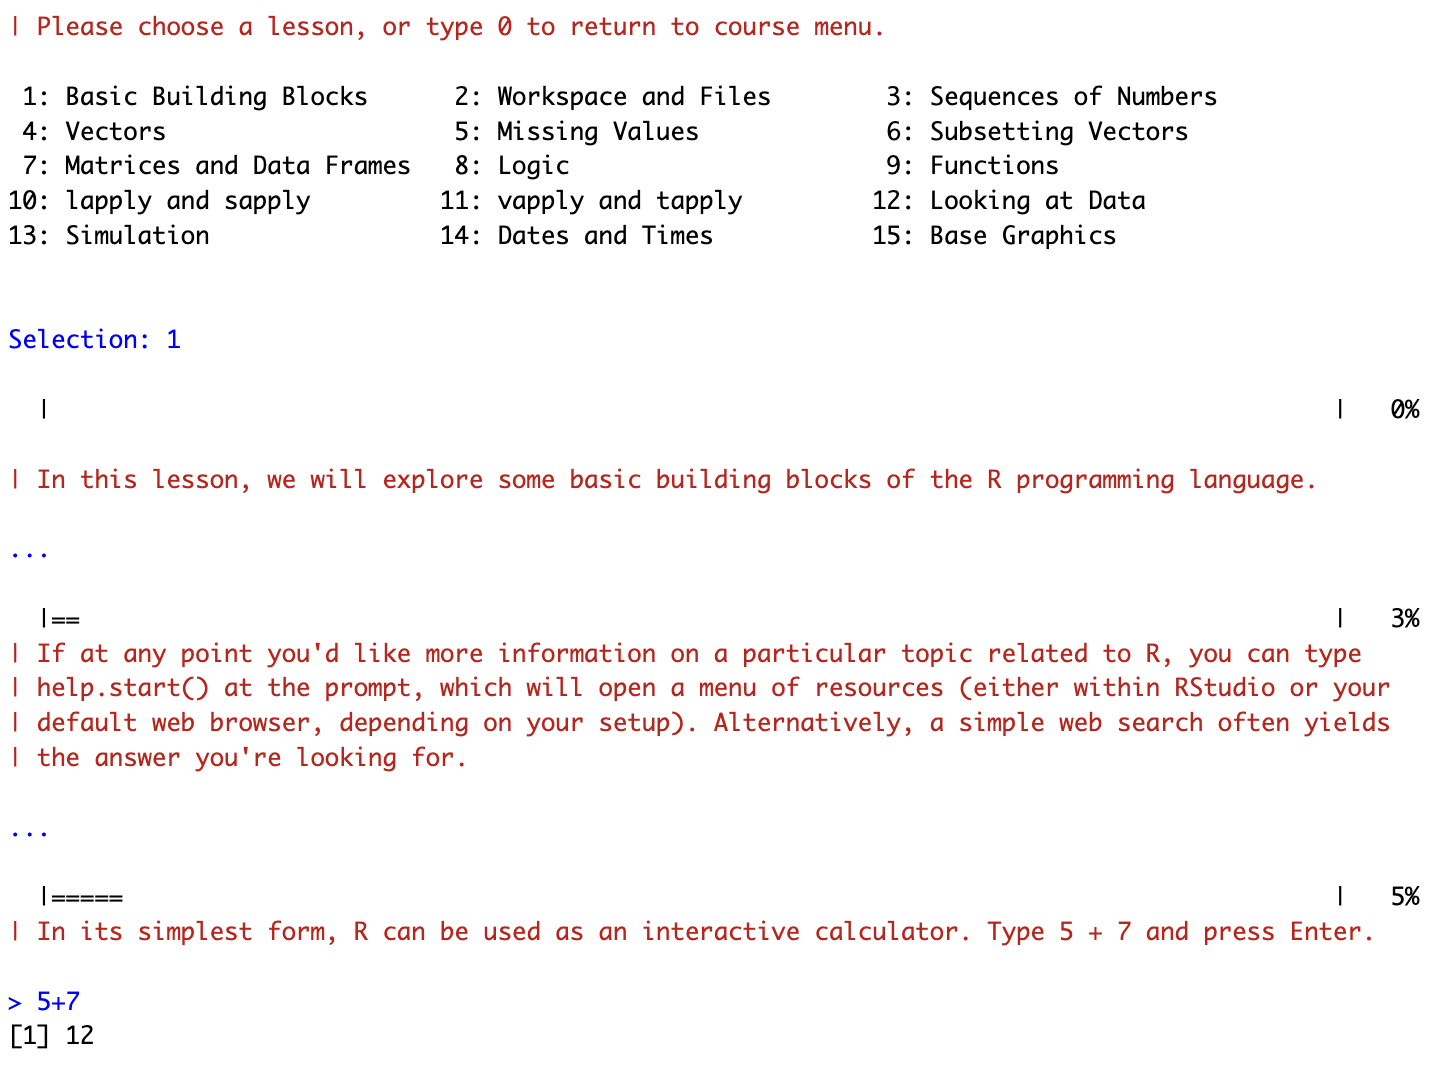 | Please choose a lesson, or type 0 to return to course menu.
 1: Basic Building Blocks      2: Workspace and Files        3: Sequences of Numbers
 4: Vectors                    5: Missing Values             6: Subsetting Vectors
 7: Matrices and Data Frames   8: Logic                      9: Functions
10: lapply and sapply         11: vapply and tapply         12: Looking at Data
13: Simulation                14: Dates and Times           15: Base Graphics
Selection: 1
  |                                                                                          |   0%
| In this lesson, we will explore some basic building blocks of the R programming language.
...
  |==                                                                                        |   3%
| If at any point you'd like more information on a particular topic related to R, you can type
| help.start() at the prompt, which will open a menu of resources (either within RStudio or your
| default web browser, depending on your setup). Alternatively, a simple web search often yields
| the answer you're looking for.
...
  |=====                                                                                     |   5%
| In its simplest form, R can be used as an interactive calculator. Type 5 + 7 and press Enter.
> 5+7
[1] 12